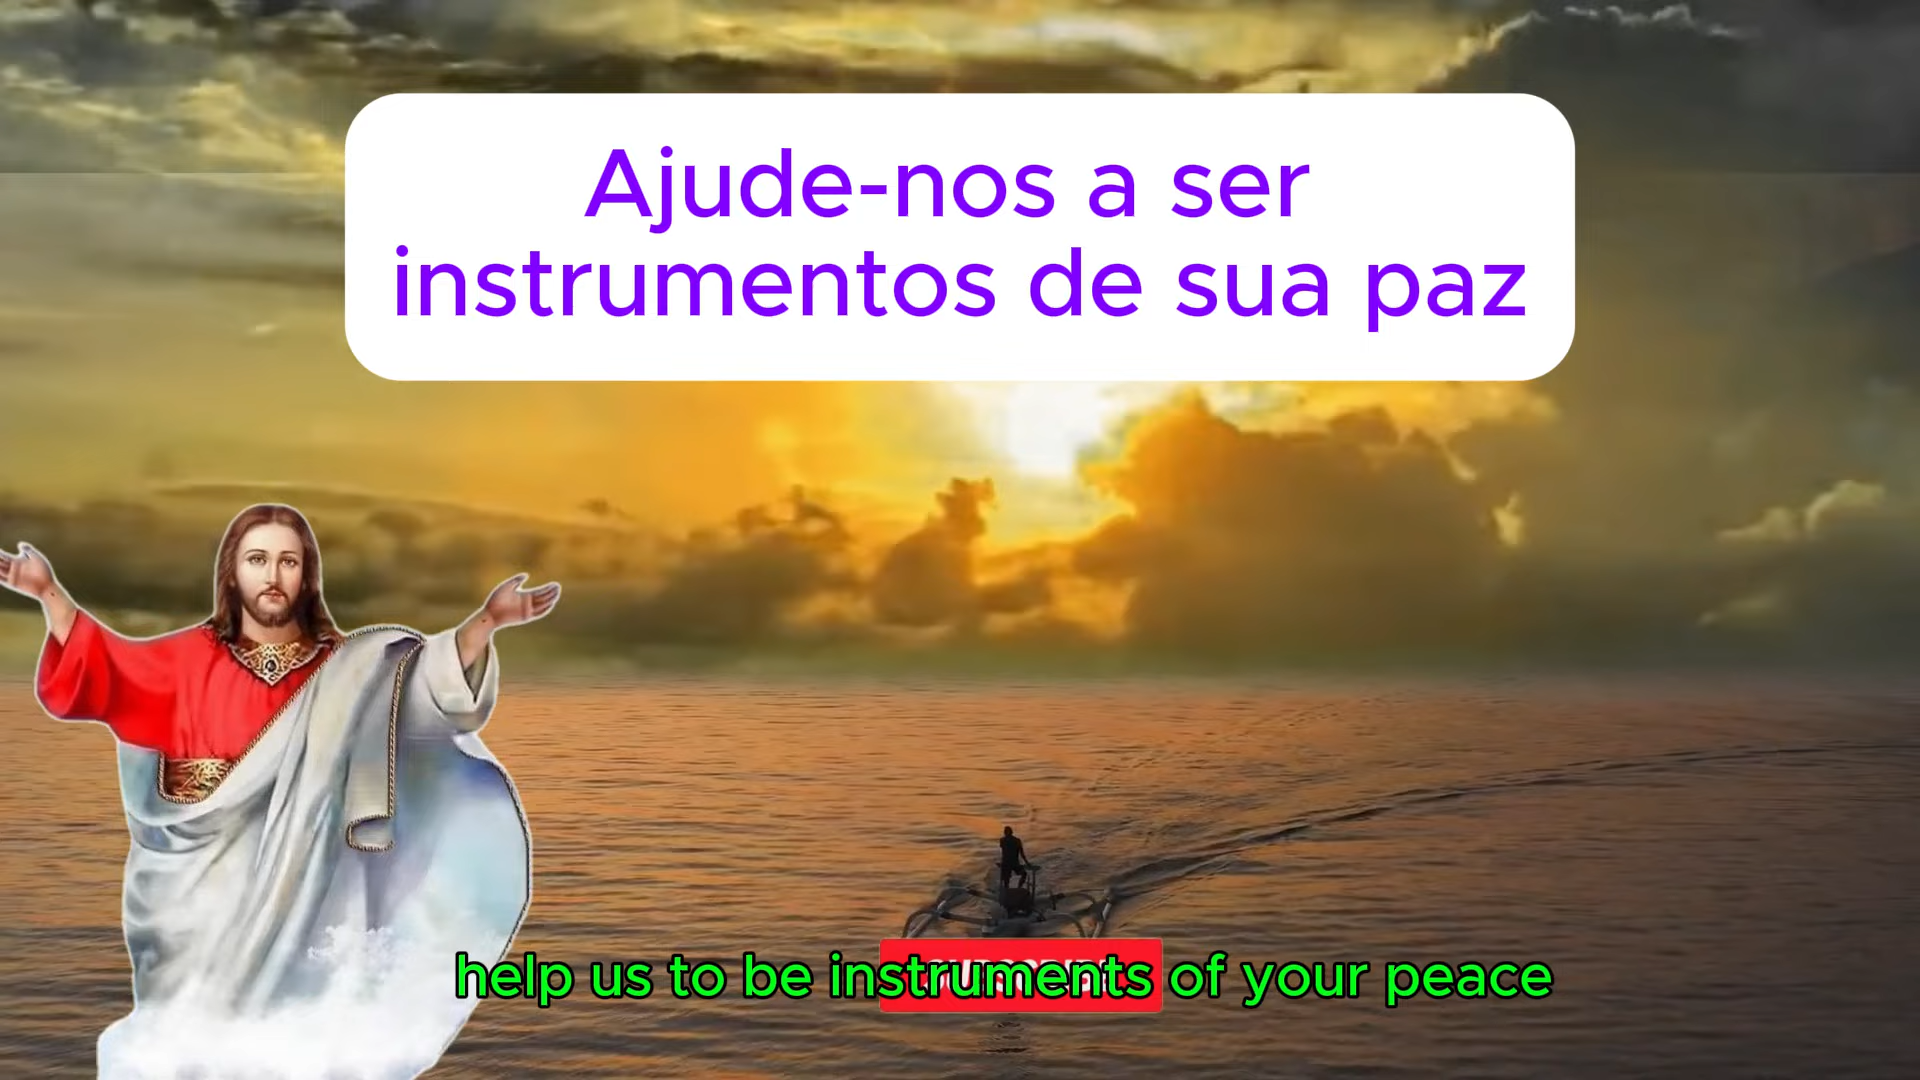 Ajude-nos a ser
instrumentos de sua paz
help us to be instruments of your peace